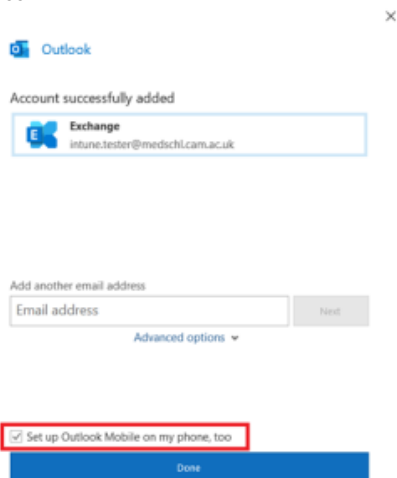 Outlook
Account successfully added
Exchange
intune.tester@medschl.cam.ac.uk
Add another email address
Email address
Next
Advanced options
Set up Outlook Mobile on my phone, too
Done